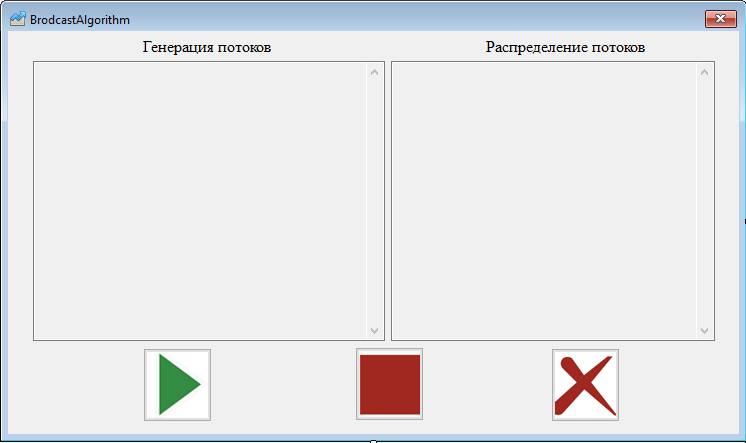 BrodcastAlgorithm
Генерация потоков
Распределение потоков